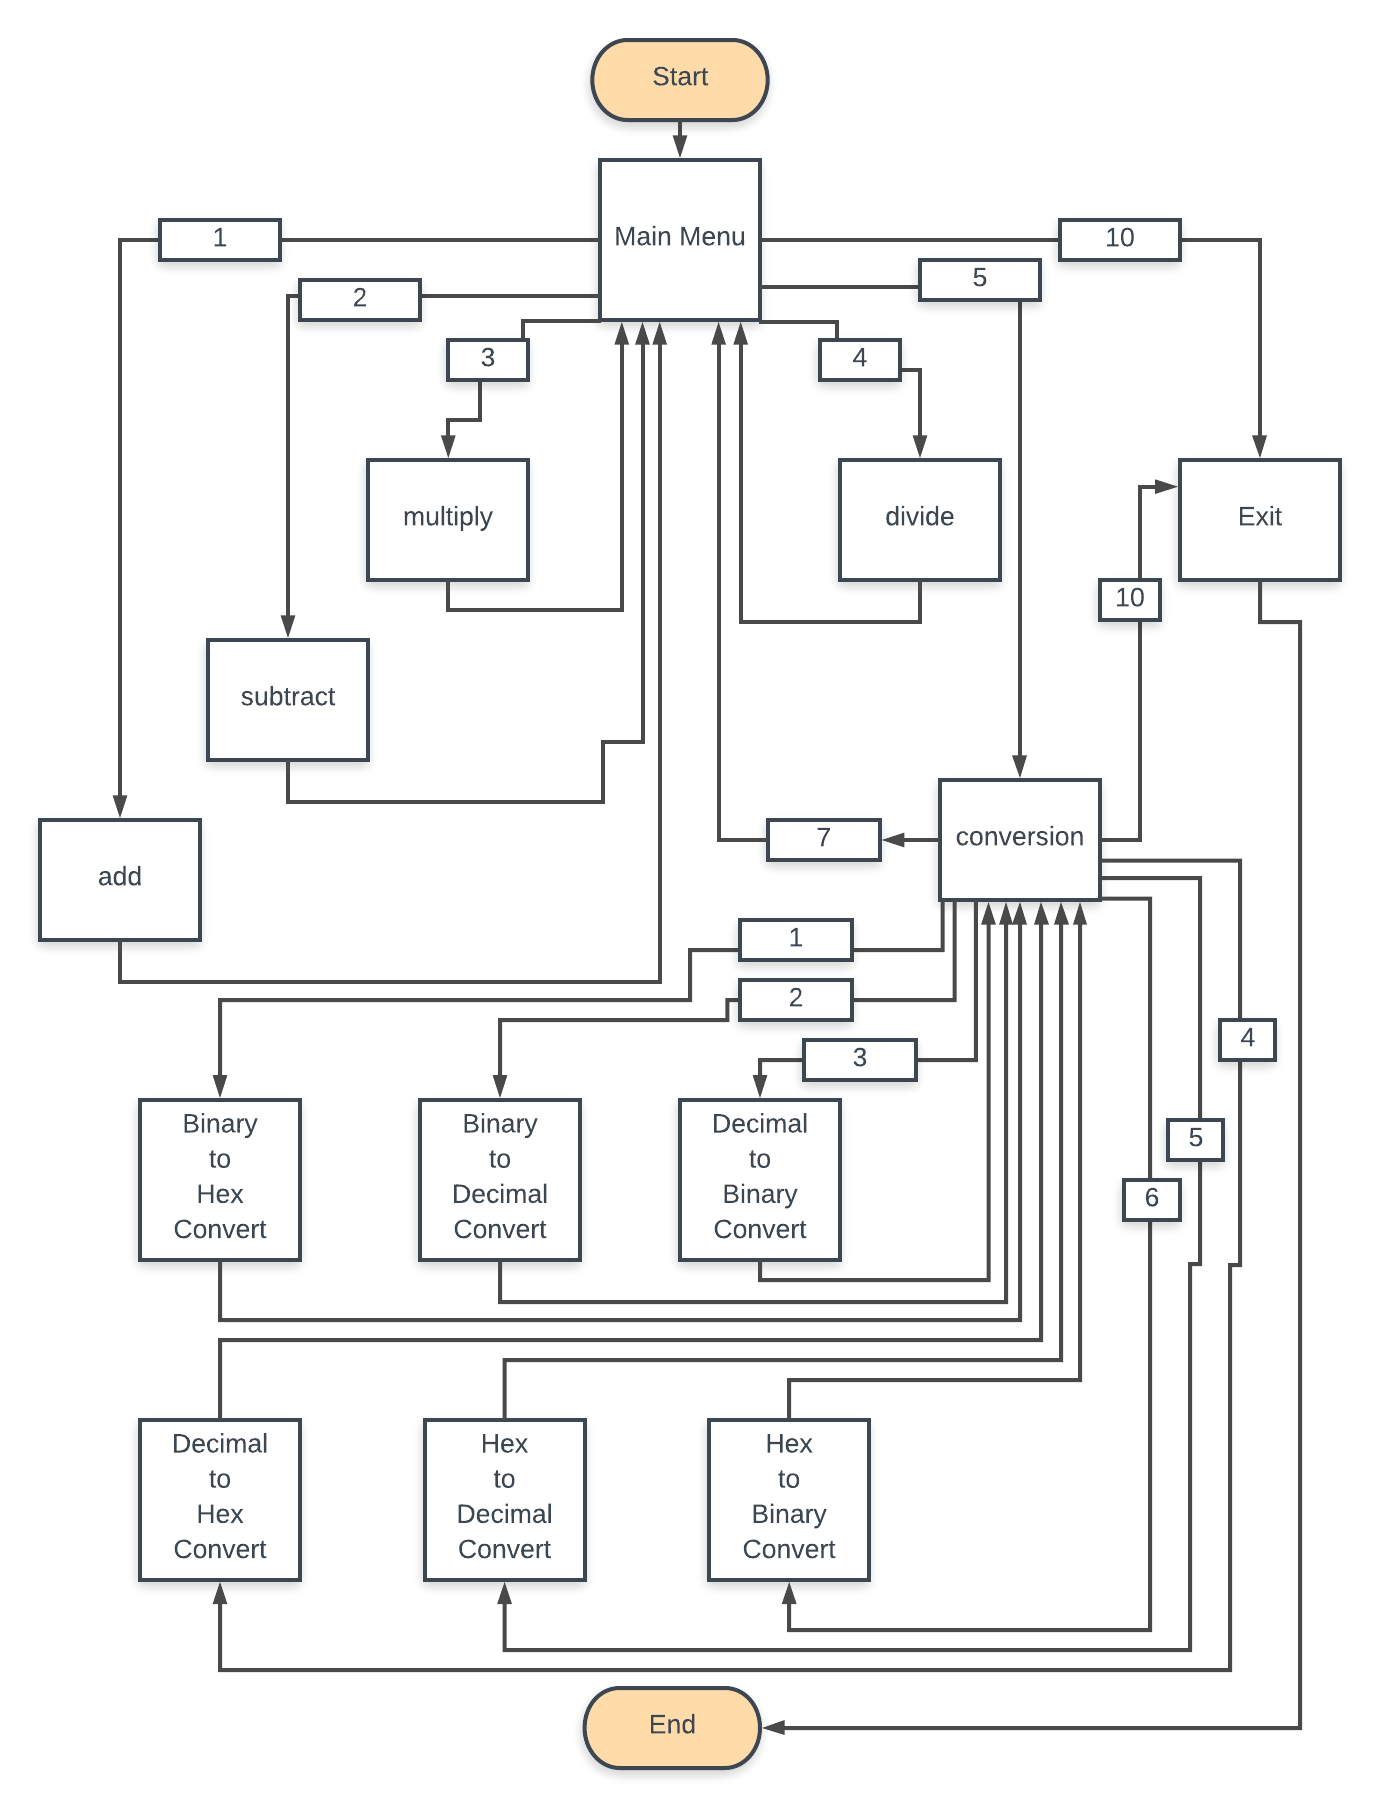 Start
Main Menu
1
10
5
2
3
4
multiply
divide
Exit
10
subtract
7
conversion
add
1
2
3
4
5
6
Binary
to
Hex
Convert
Binary
to
Decimal
Convert
Decimal
to
Binary
Convert
Decimal
to
Hex
Convert
Hex
to
Decimal
Convert
Hex
to
Binary
Convert
End